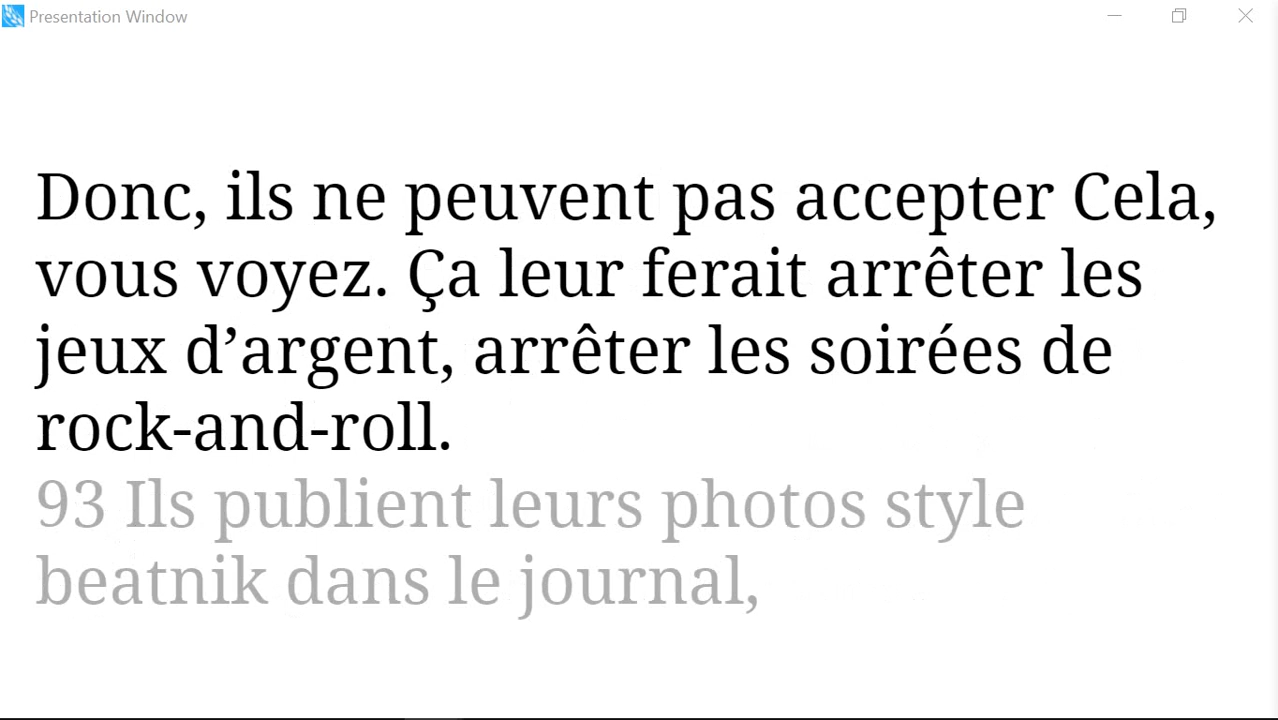 Presentation Window
Donc, ils ne peuvent pas accepter Cela,
vous voyez. Ça leur ferait arrêter les
jeux d’argent, arrêter les soirées de
rock-and-roll.
93 Ils publient leurs photos style
beatnik dans le journal,